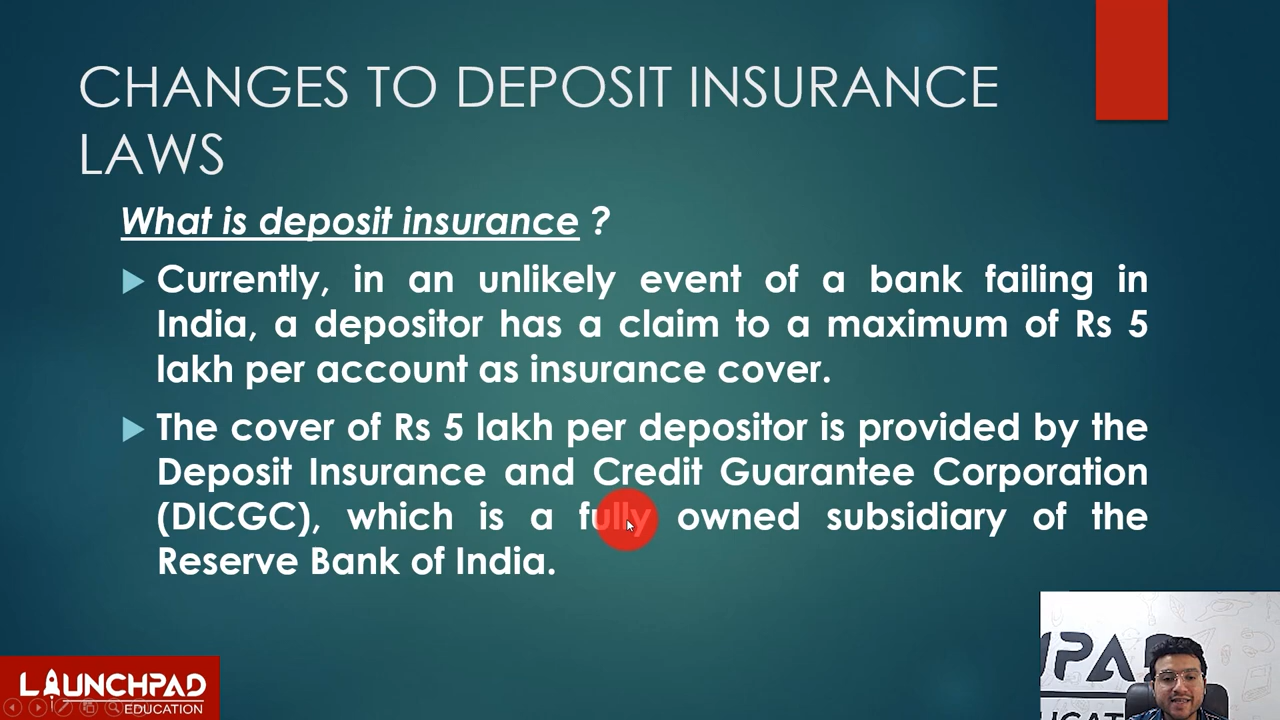 CHANGES TO DEPOSIT INSURANCE
LAWS
What is deposit insurance ?
Currently, in an unlikely event of a bank failing in
India, a depositor has a claim to a maximum of Rs 5
lakh per account as insurance cover.
The cover of Rs 5 lakh per depositor is provided by the
Deposit Insurance and Credit Guarantee Corporation
(DICGC), which is a fully owned subsidiary of the
Reserve Bank of India.
LAUNCHPAD
EDUCATION